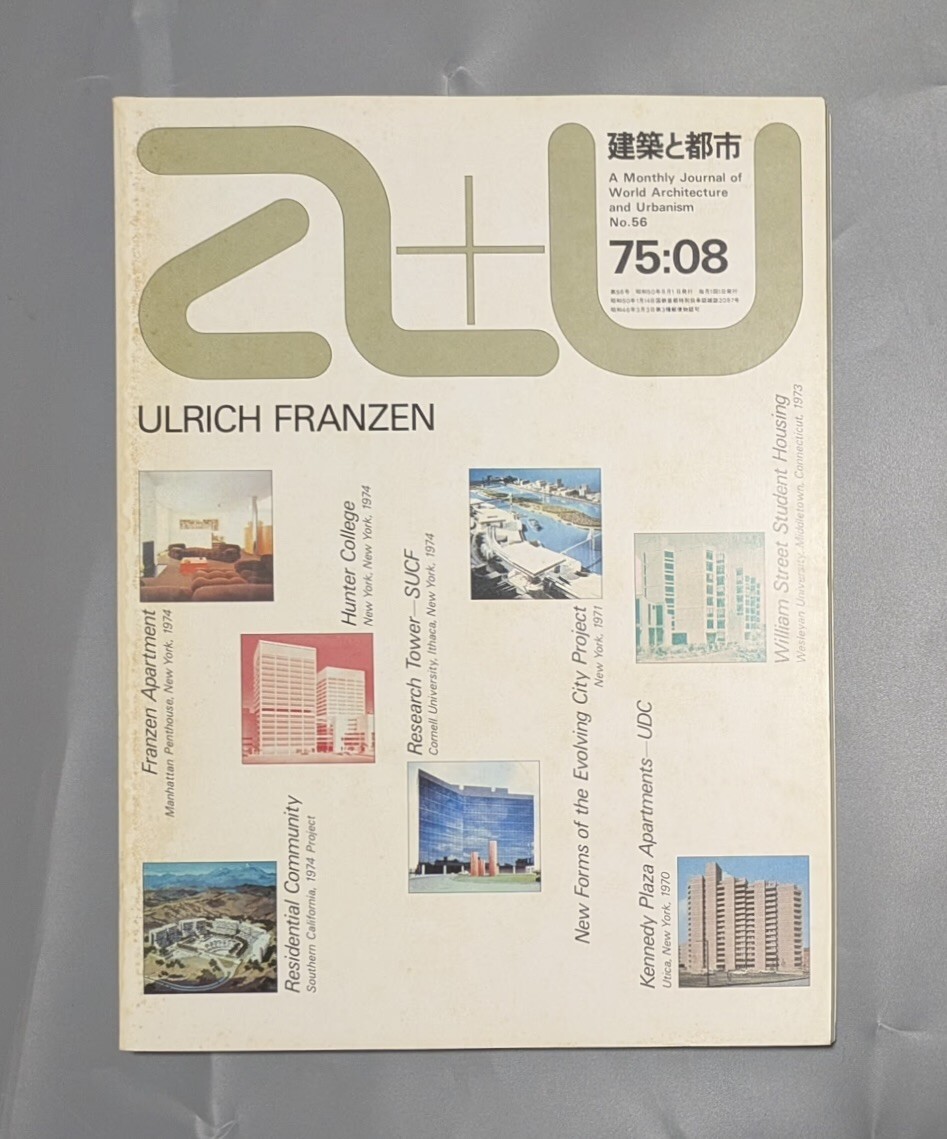 a+u
建築と都市
A Monthly Journal of
World Architecture
and Urbanism
No.56
75:08
ULRICH FRANZEN
Franzen Apartment
Manhattan Penthouse, New York, 1974
Hunter College
New York, New York, 1974
Research Tower—SUCF
Cornell University, Ithaca, New York, 1974
New Forms of the Evolving City Project
New York, 1971
William Street Student Housing
Wesleyan University, Middletown, Connecticut, 1973
Residential Community
Southern California, 1974 Project
Kennedy Plaza Apartments—UDC
Utica, New York, 1970